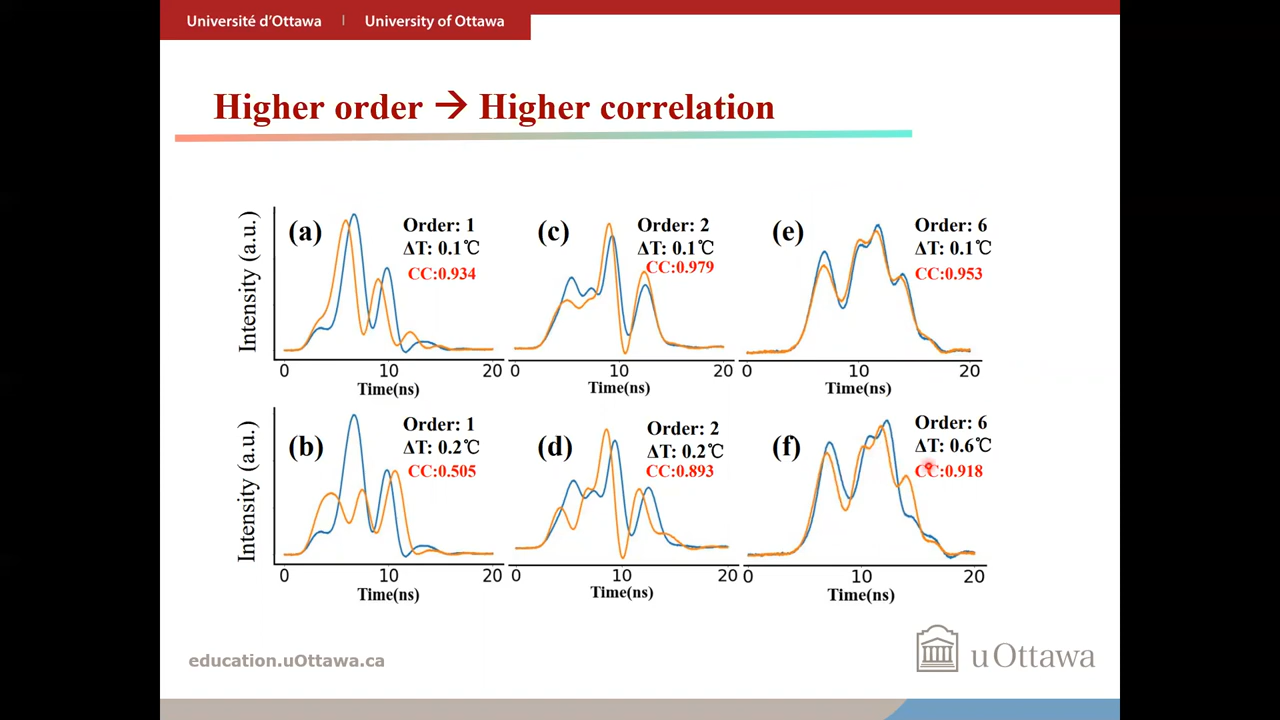 Université d'Ottawa | University of Ottawa
Higher order → Higher correlation
Intensity (a.u.)
(a)
Order: 1
ΔT: 0.1℃
CC:0.934
0 10 20
Time(ns)
(c)
Order: 2
ΔT: 0.1℃
CC:0.979
0 10 20
Time(ns)
(e)
Order: 6
ΔT: 0.1℃
CC:0.953
0 10 20
Time(ns)
Intensity (a.u.)
(b)
Order: 1
ΔT: 0.2℃
CC:0.505
0 10 20
Time(ns)
(d)
Order: 2
ΔT: 0.2℃
CC:0.893
0 10 20
Time(ns)
(f)
Order: 6
ΔT: 0.6℃
CC:0.918
0 10 20
Time(ns)
education.uOttawa.ca
uOttawa